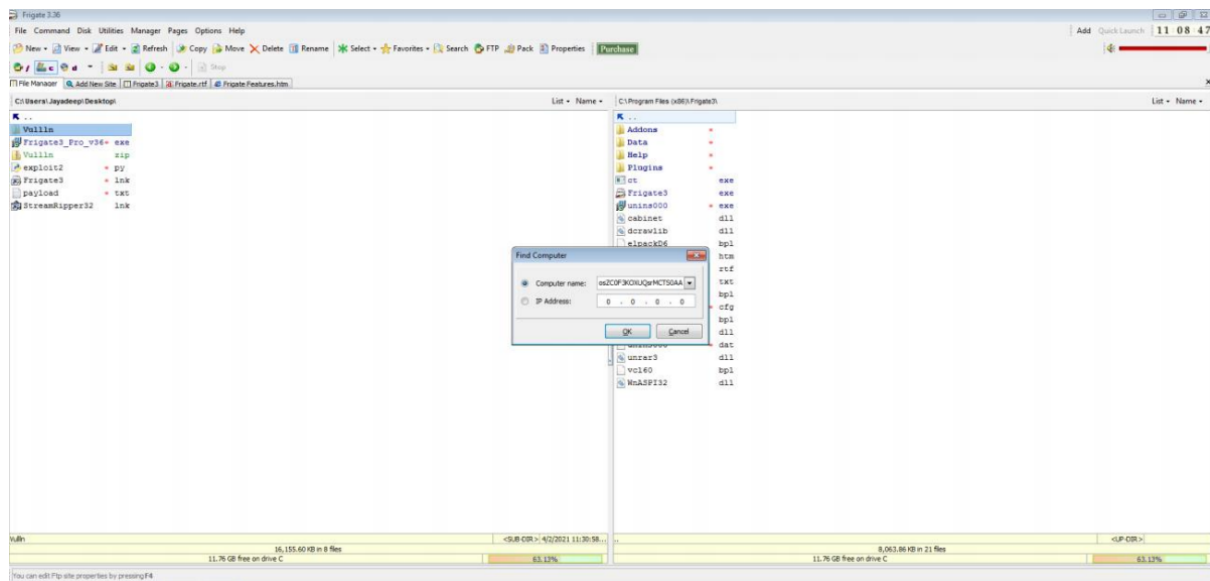 Frigate 3.36
File Command Disk Utilities Manager Pages Options Help
Add Quick Launch 11 08 47
New View Edit Refresh Copy Move Delete Rename Select Favorites Search FTP Pack Properties Purchase
/ c d Stop
File Manager Add New Site Frigate3 Frigate.rtf Frigate Features.htm
C:\Users\Jayadeep\Desktop\ List Name
..
Vullln
Frigate3_Pro_v36 exe
Vullln zip
exploit2 py
Frigate3 lnk
payload txt
StreamRipper32 lnk
C:\Program Files (x86)\Frigate3\ List Name
..
Addons
Data
Help
Plugins
ct exe
Frigate3 exe
unins000 exe
cabinet dll
dcrawlib dll
elpackD6 bpl
htm
rtf
txt
bpl
cfg
bpl
dll
unins000 dat
unrar3 dll
vcl60 bpl
WnASPI32 dll
Find Computer
Computer name:
IP Address: 0 . 0 . 0 . 0
OK Cancel
Vullln <SUB-DIR> 4/2/2021 11:30:58...
16,155.60 KB in 8 files
11.76 GB free on drive C 63.13%
.. <UP-DIR>
8,063.86 KB in 21 files
11.76 GB free on drive C 63.13%
You can edit Ftp site properties by pressing F4